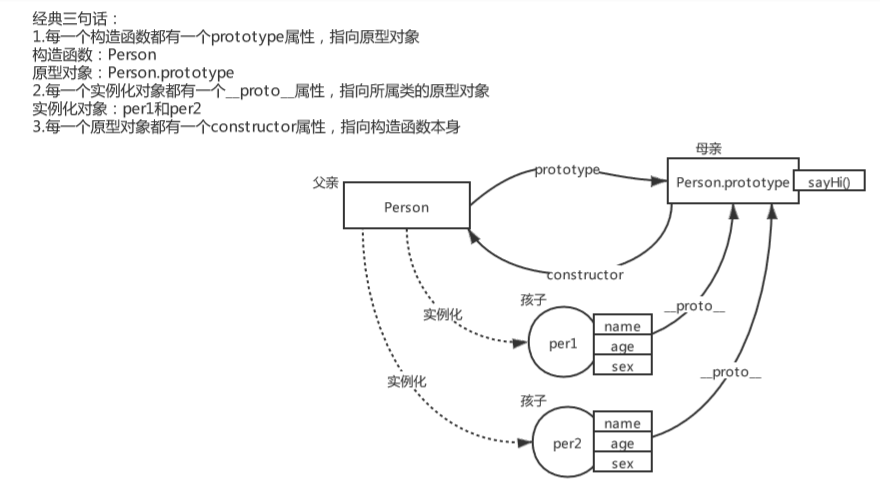 经典三句话：
1.每一个构造函数都有一个prototype属性，指向原型对象
构造函数：Person
原型对象：Person.prototype
2.每一个实例化对象都有一个__proto__属性，指向所属类的原型对象
实例化对象：per1和per2
3.每一个原型对象都有一个constructor属性，指向构造函数本身
母亲
prototype
父亲
Person.prototype
sayHi()
Person
constructor
孩子
__proto__
实例化
name
per1
age
sex
__proto__
实例化
孩子
name
per2
age
sex